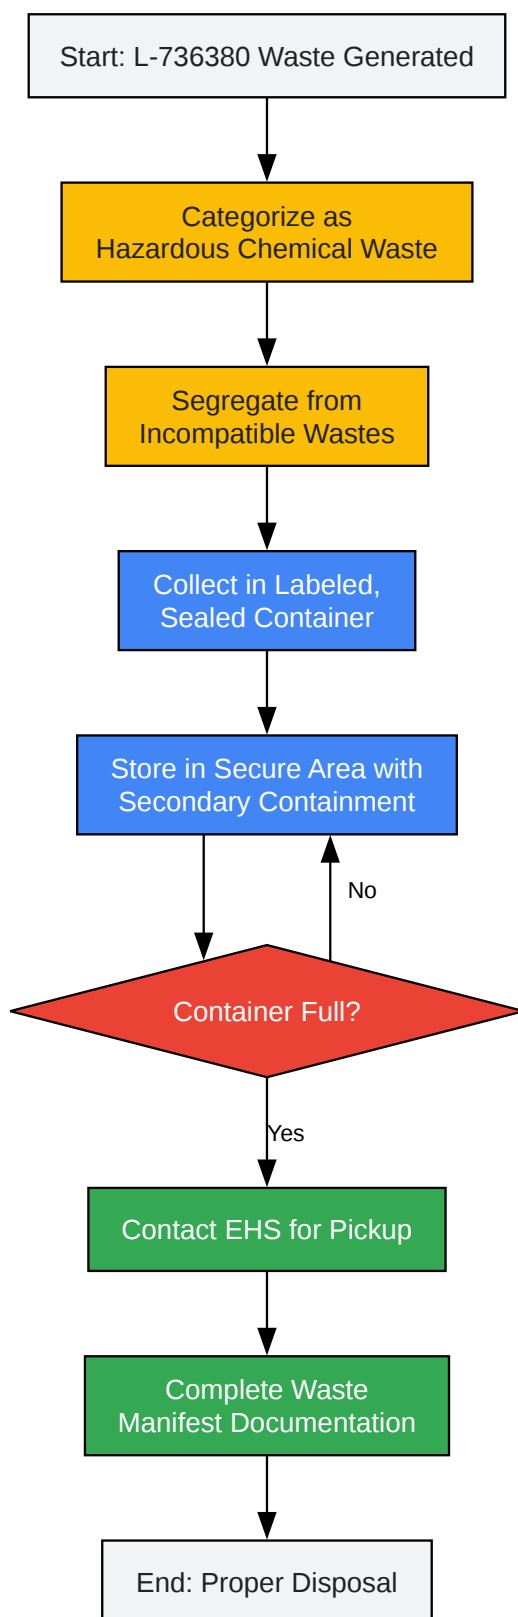 Start: L-736380 Waste Generated
Categorize as
Hazardous Chemical Waste
Segregate from
Incompatible Wastes
Collect in Labeled,
Sealed Container
Store in Secure Area with
Secondary Containment
No
Container Full?
Yes
Contact EHS for Pickup
Complete Waste
Manifest Documentation
End: Proper Disposal